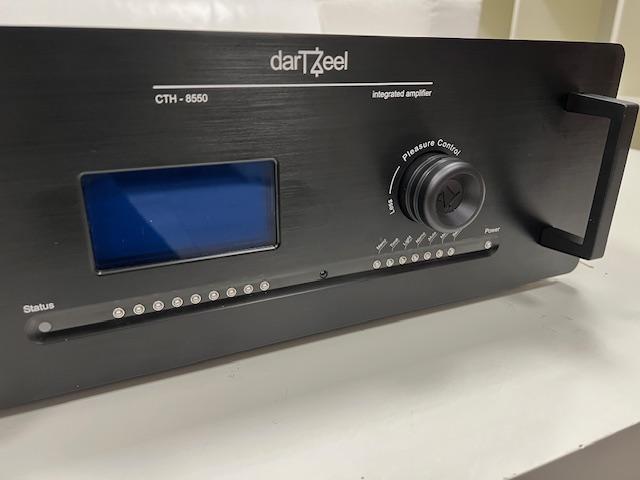 darTZeel
CTH - 8550
integrated amplifier
Pleasure Control
Less
Power
Status